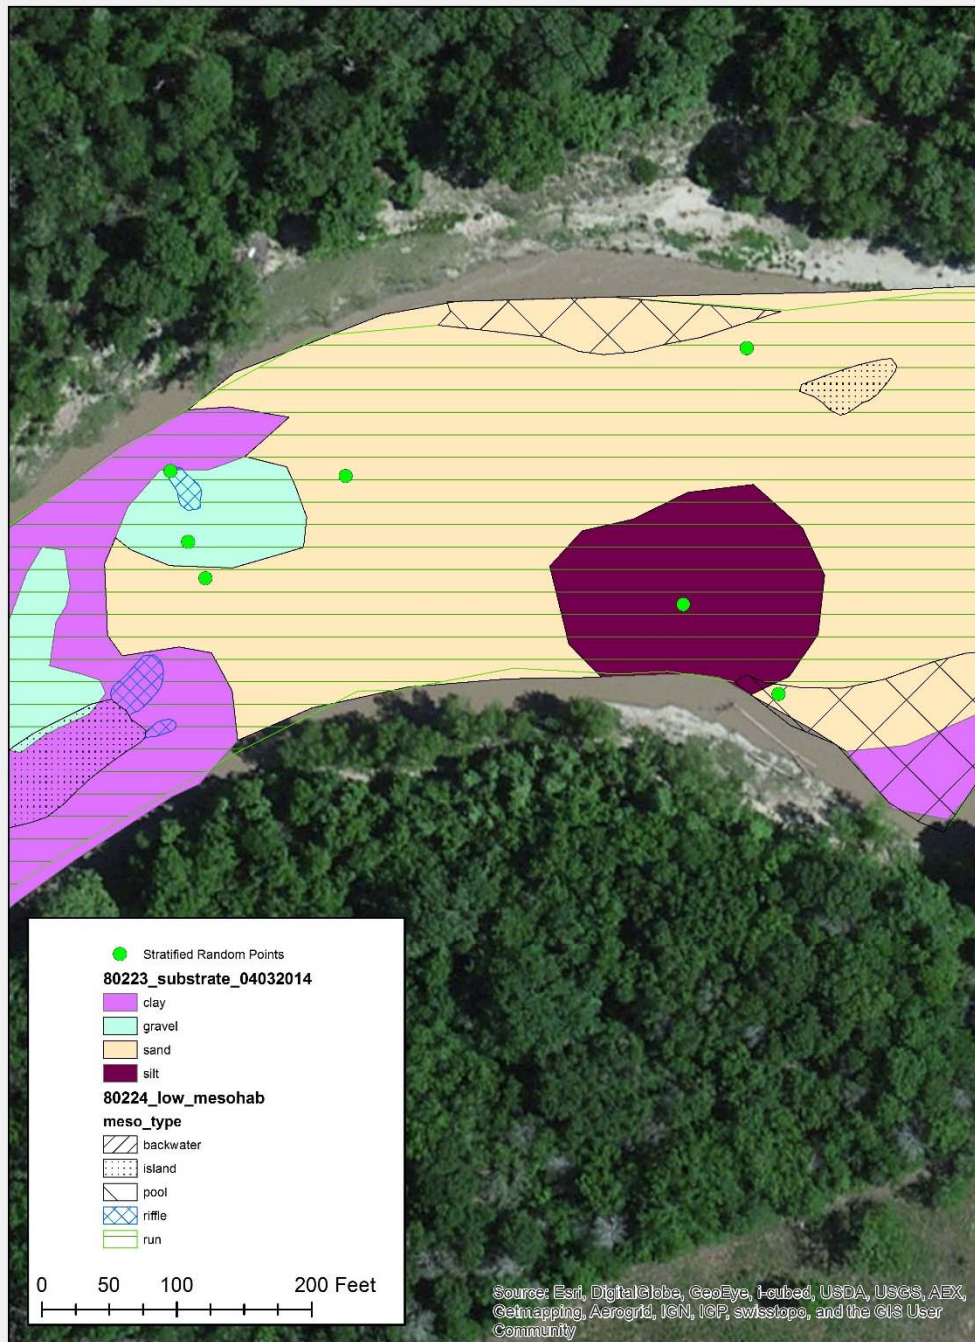 Stratified Random Points
80223_substrate_04032014
clay
gravel
sand
silt
80224_low_mesohab
meso_type
backwater
island
pool
riffle
run
0 50 100 200 Feet
Source: Esri, DigitalGlobe, GeoEye, i-cubed, USDA, USGS, AEX,
Getmapping, Aerogrid, IGN, IGP, swisstopo, and the GIS User
Community